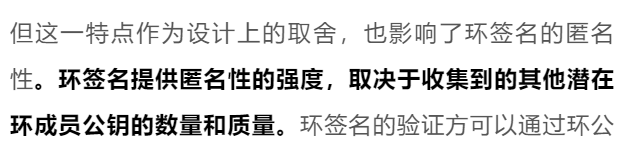 但这一特点作为设计上的取舍，也影响了环签名的匿名
性。环签名提供匿名性的强度，取决于收集到的其他潜在
环成员公钥的数量和质量。环签名的验证方可以通过环公